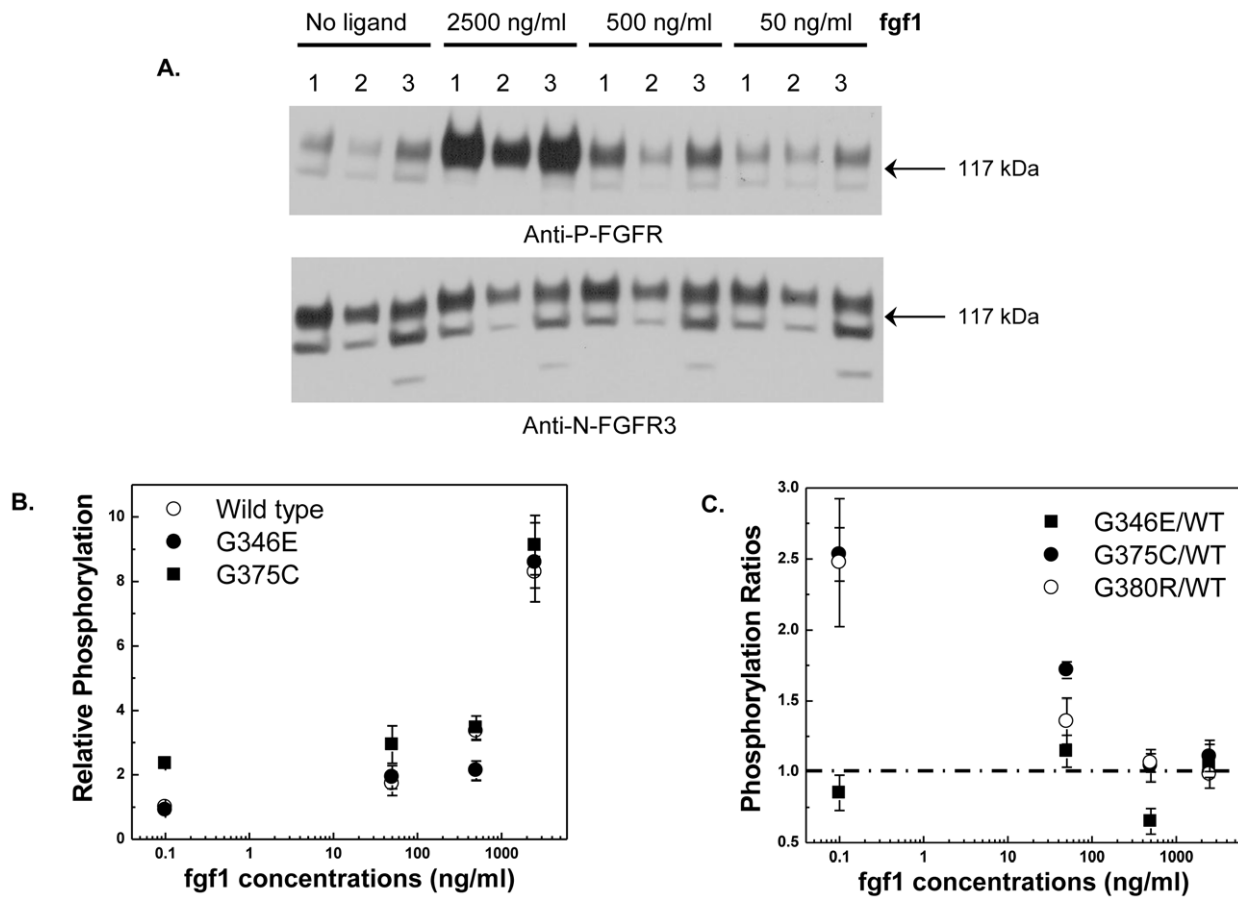 No ligand 2500 ng/ml 500 ng/ml 50 ng/ml fgf1
A.
1 2 3 1 2 3 1 2 3 1 2 3
117 kDa
Anti-P-FGFR
117 kDa
Anti-N-FGFR3
B.
Wild type
G346E
G375C
Relative Phosphorylation
10
8
6
4
2
0
0.1 1 10 100 1000
fgf1 concentrations (ng/ml)
C.
G346E/WT
G375C/WT
G380R/WT
Phosphorylation Ratios
3.0
2.5
2.0
1.5
1.0
0.5
0.1 1 10 100 1000
fgf1 concentrations (ng/ml)